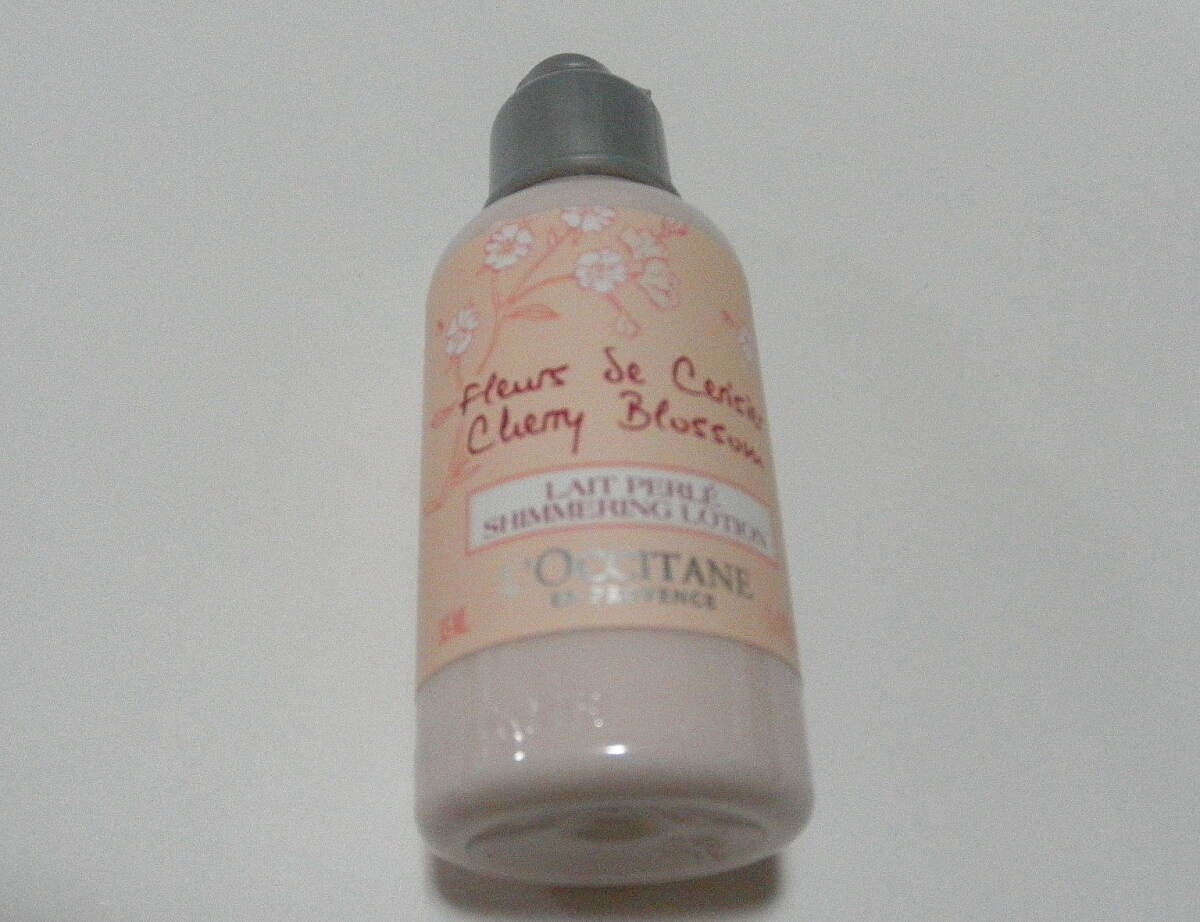 Fleurs de Cerisier
Cherry Blossom
LAIT PERLÉ
SHIMMERING LOTION
L'OCCITANE
EN PROVENCE